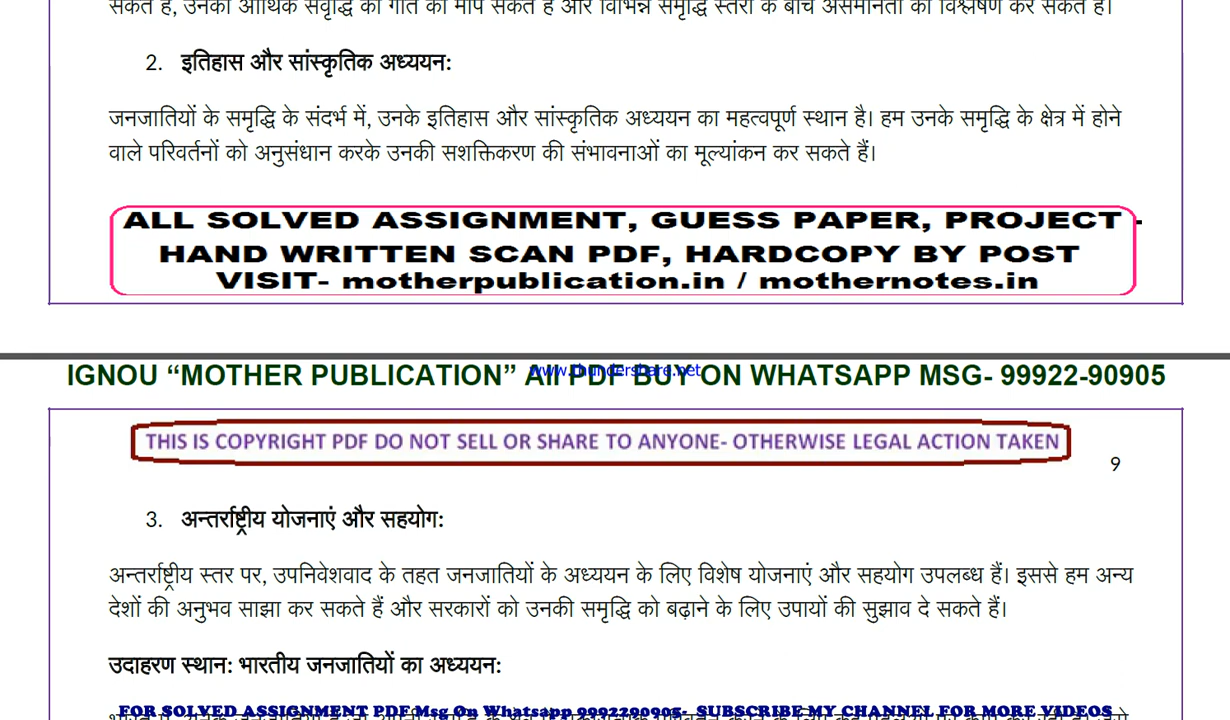 सकते हैं, उनकी आर्थिक संवृद्धि की गति को माप सकते हैं और विभिन्न समृद्धि स्तरों के बीच असमानता का विश्लेषण कर सकते हैं।
2. इतिहास और सांस्कृतिक अध्ययन:
जनजातियों के समृद्धि के संदर्भ में, उनके इतिहास और सांस्कृतिक अध्ययन का महत्वपूर्ण स्थान है। हम उनके समृद्धि के क्षेत्र में होने
वाले परिवर्तनों को अनुसंधान करके उनकी सशक्तिकरण की संभावनाओं का मूल्यांकन कर सकते हैं।
ALL SOLVED ASSIGNMENT, GUESS PAPER, PROJECT -
HAND WRITTEN SCAN PDF, HARDCOPY BY POST
VISIT- motherpublication.in / mothernotes.in
www.thundershare.net
IGNOU “MOTHER PUBLICATION” All PDF BUY ON WHATSAPP MSG- 99922-90905
THIS IS COPYRIGHT PDF DO NOT SELL OR SHARE TO ANYONE- OTHERWISE LEGAL ACTION TAKEN
9
3. अन्तर्राष्ट्रीय योजनाएं और सहयोग:
अन्तर्राष्ट्रीय स्तर पर, उपनिवेशवाद के तहत जनजातियों के अध्ययन के लिए विशेष योजनाएं और सहयोग उपलब्ध हैं। इससे हम अन्य
देशों की अनुभव साझा कर सकते हैं और सरकारों को उनकी समृद्धि को बढ़ाने के लिए उपायों की सुझाव दे सकते हैं।
उदाहरण स्थान: भारतीय जनजातियों का अध्ययन:
FOR SOLVED ASSIGNMENT PDF Msg On Whatsapp 9992290905- SUBSCRIBE MY CHANNEL FOR MORE VIDEOS